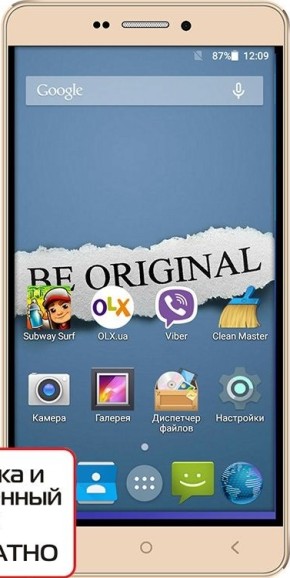 87% 12:09
Google
BE ORIGINAL
OLX
Subway Surf OLX.ua Viber Clean Master
Камера Галерея Диспетчер файлов Настройки
ка и
нный
АТНО